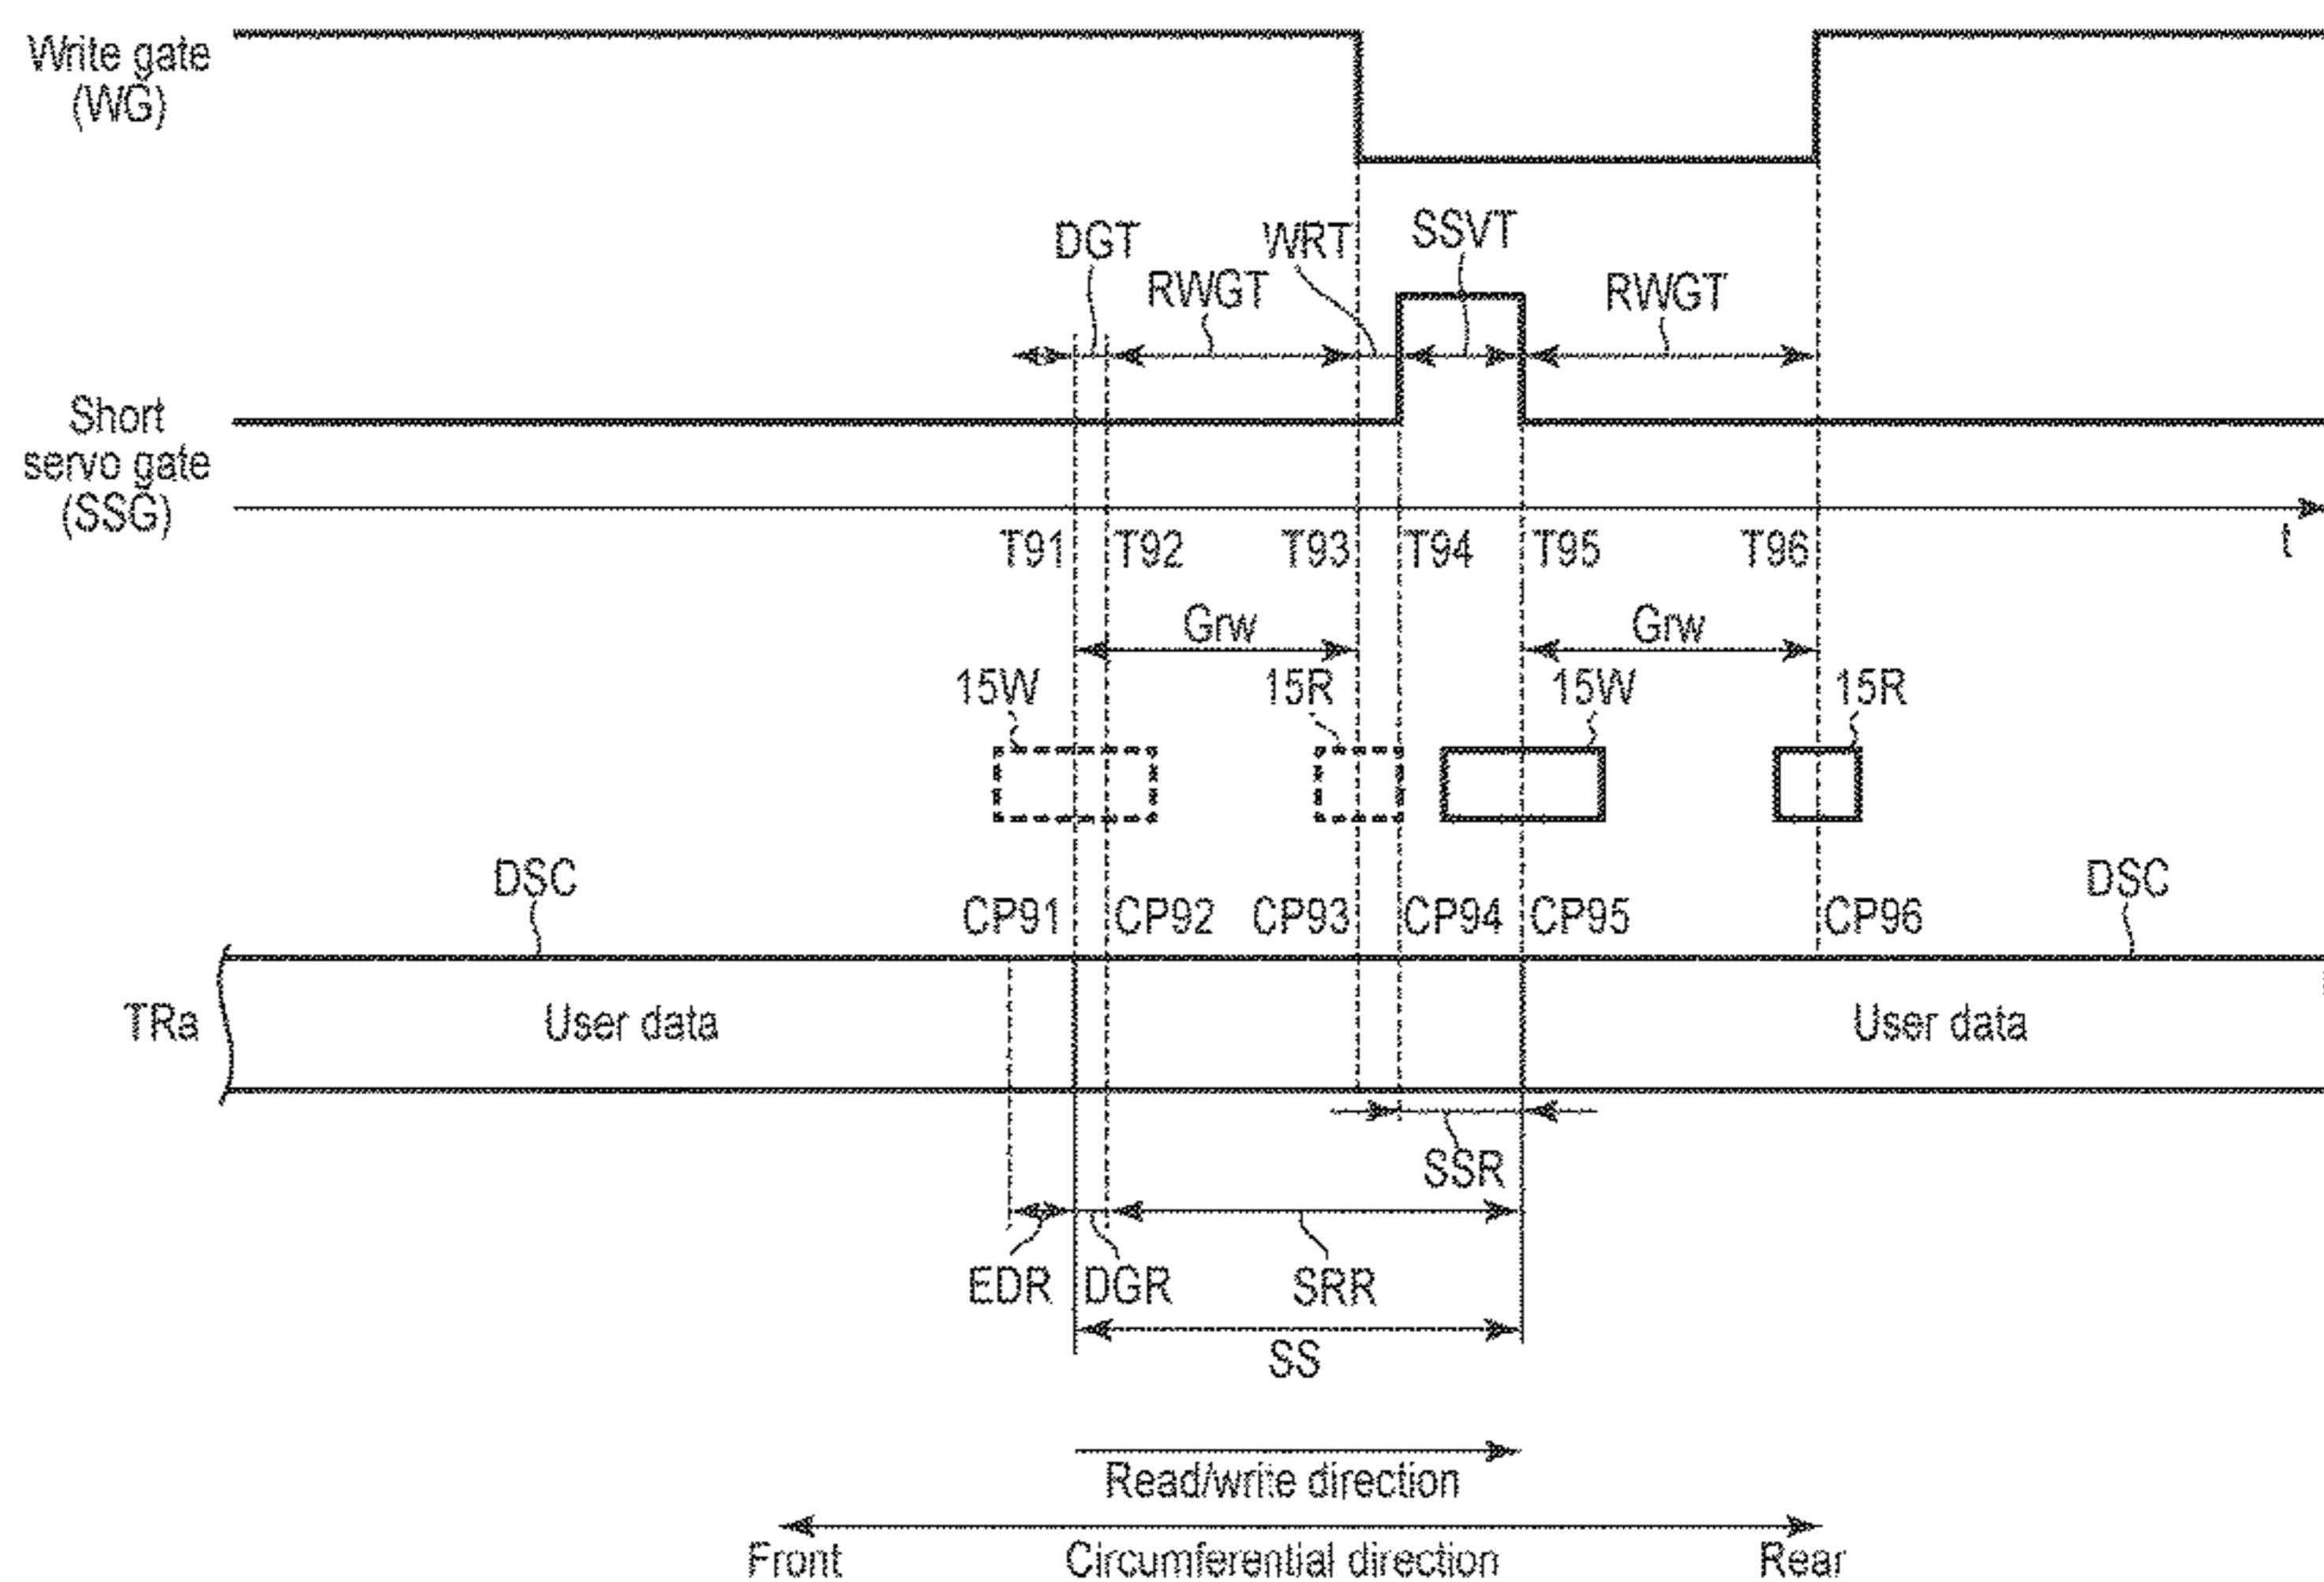 Write gate
(WG)
DGT
WRT
SSVT
RWGT
RWGT
Short
servo gate
(SSG)
T91
T92
T93
T94
T95
T96
t
Grw
Grw
15W
15R
15W
15R
DSC
DSC
CP91
CP92
CP93
CP94
CP95
CP96
TRa
User data
User data
SSR
EDR
DGR
SRR
SS
Read/write direction
Front
Circumferential direction
Rear